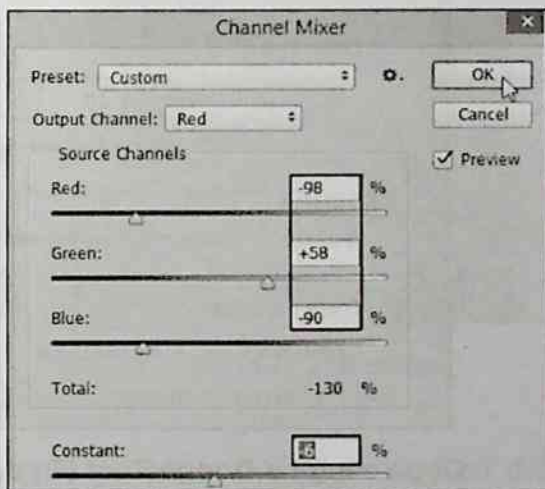 Channel Mixer
Preset: Custom
OK
Output Channel: Red
Cancel
Source Channels
Preview
Red: -98 %
Green: +58 %
Blue: -90 %
Total: -130 %
Constant: %